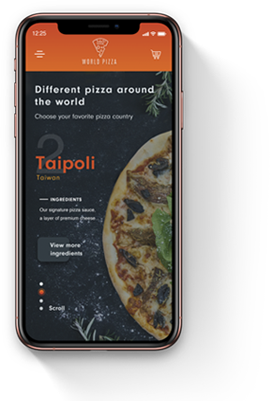 12:25
WORLD PIZZA
Different pizza around
the world
Choose your favorite pizza country
2
Taipoli
Taiwan
INGREDIENTS
Our signature pizza sauce,
a layer of premium cheese
View more
ingredients
Scroll